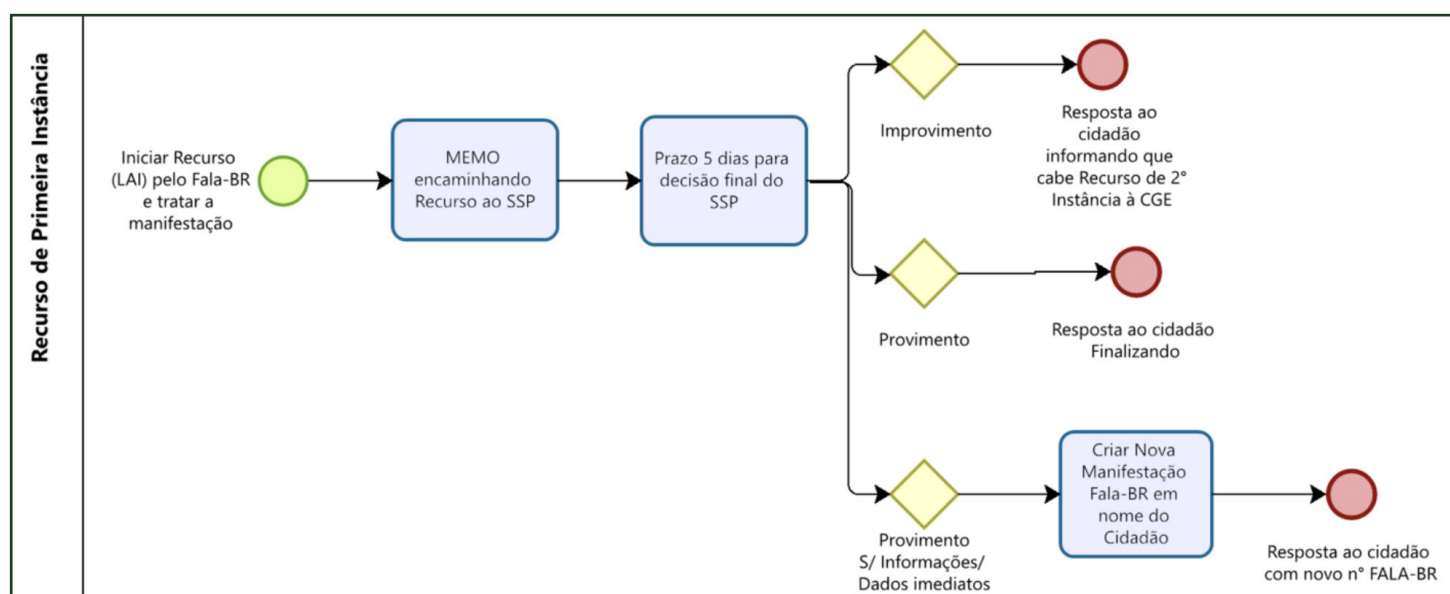 Recurso de Primeira Instância
Iniciar Recurso
(LAI) pelo Fala-BR
e tratar a
manifestação
MEMO
encaminhando
Recurso ao SSP
Prazo 5 dias para
decisão final do
SSP
Improvimento
Resposta ao
cidadão
informando que
cabe Recurso de 2°
Instância à CGE
Provimento
Resposta ao cidadão
Finalizando
Provimento
S/ Informações/
Dados imediatos
Criar Nova
Manifestação
Fala-BR em
nome do
Cidadão
Resposta ao cidadão
com novo n° FALA-BR